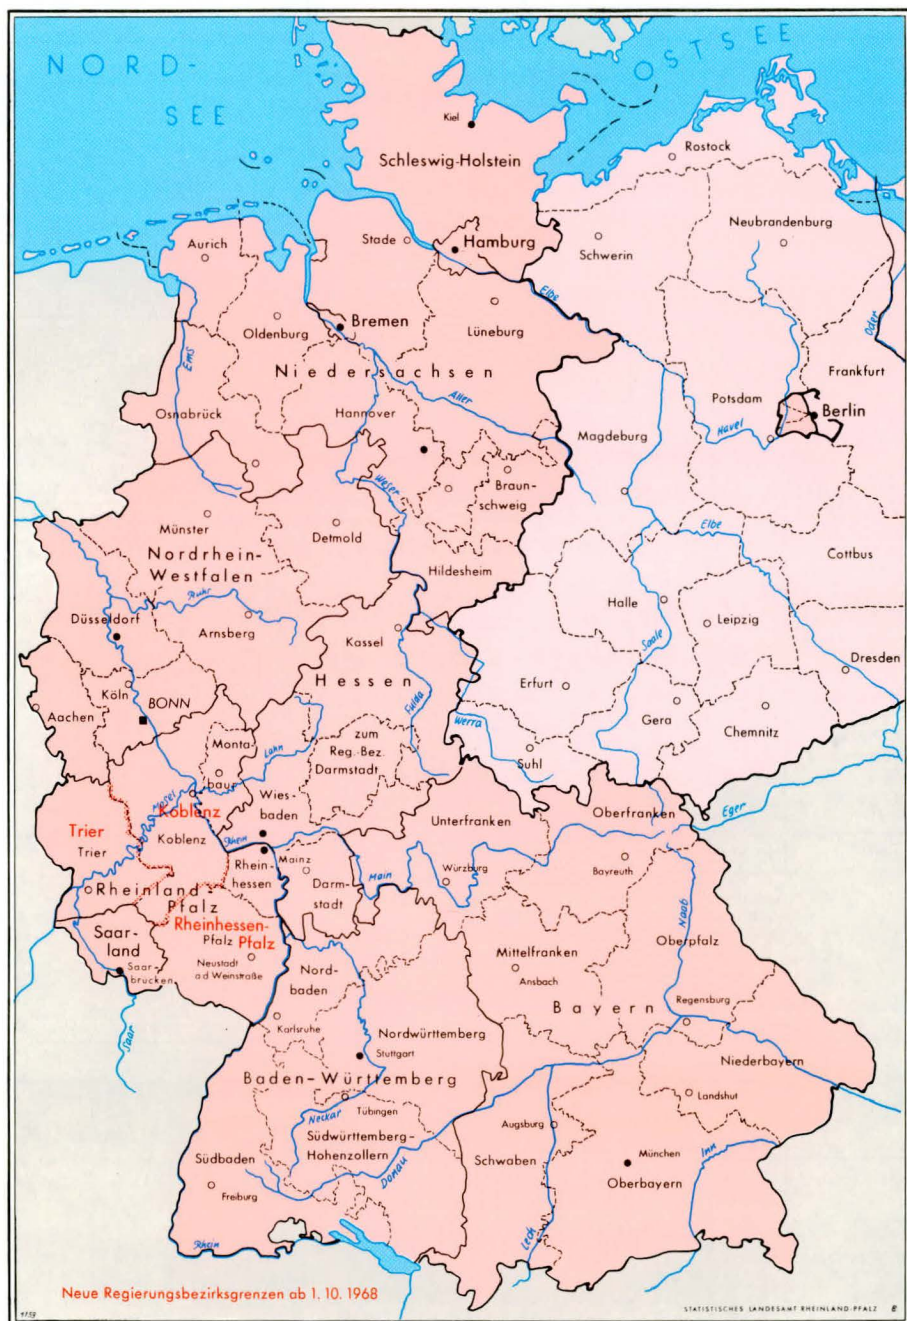 NORD-
SEE
OSTSEE
Kiel
Schleswig-Holstein
Rostock
Neubrandenburg
Schwerin
Aurich
Stade
Hamburg
Elbe
Oder
Oldenburg
Bremen
Lüneburg
Niedersachsen
Ems
Aller
Frankfurt
Osnabrück
Hannover
Magdeburg
Potsdam
Havel
Berlin
Weser
Braun-
schweig
Münster
Detmold
Nordrhein-
Westfalen
Hildesheim
Elbe
Cottbus
Ruhr
Düsseldorf
Arnsberg
Kassel
Halle
Leipzig
Saale
Dresden
Hessen
Fulda
Köln
BONN
Aachen
Erfurt
Gera
Chemnitz
Werra
Suhl
Monta-
baur
Lahn
zum
Reg.-Bez.
Darmstadt
Wies-
baden
Unterfranken
Oberfranken
Eger
Mosel
Koblenz
Koblenz
Trier
Trier
Rhein
Rhein-
hessen
Mainz
Darm-
stadt
Main
Würzburg
Bayreuth
Rheinland-
Pfalz
Rheinhessen-
Pfalz
Pfalz
Neustadt
a.d.Weinstraße
Saar-
land
Saar-
brücken
Saar
Naab
Oberpfalz
Mittelfranken
Ansbach
Bayern
Regensburg
Nord-
baden
Karlsruhe
Nordwürttemberg
Stuttgart
Baden-Württemberg
Niederbayern
Landshut
Neckar
Tübingen
Südwürttemberg-
Hohenzollern
Donau
Augsburg
Schwaben
München
Oberbayern
Inn
Südbaden
Freiburg
Rhein
Lech
Neue Regierungsbezirksgrenzen ab 1. 10. 1968
STATISTISCHES LANDESAMT RHEINLAND-PFALZ